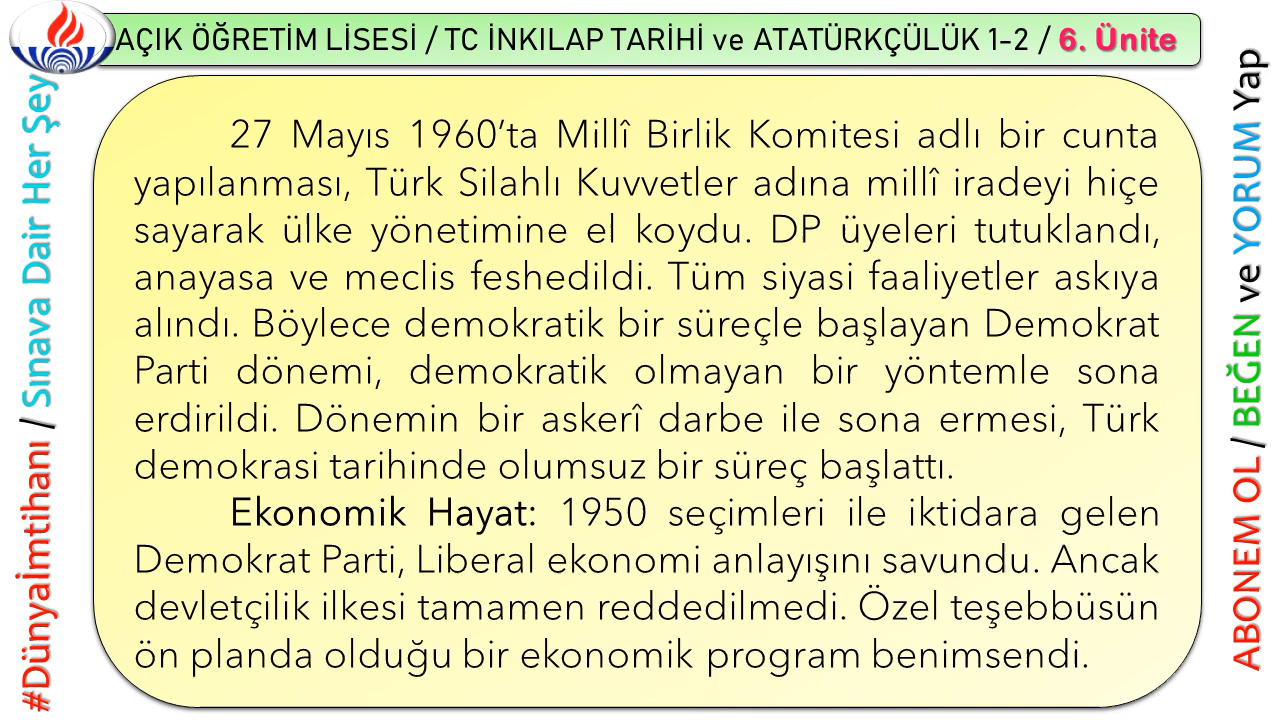 AÇIK ÖĞRETİM LİSESİ / TC İNKILAP TARİHİ ve ATATÜRKÇÜLÜK 1-2 / 6. Ünite
#Dünyaİmtihanı / Sınava Dair Her Şey
27 Mayıs 1960’ta Millî Birlik Komitesi adlı bir cunta
yapılanması, Türk Silahlı Kuvvetler adına millî iradeyi hiçe
sayarak ülke yönetimine el koydu. DP üyeleri tutuklandı,
anayasa ve meclis feshedildi. Tüm siyasi faaliyetler askıya
alındı. Böylece demokratik bir süreçle başlayan Demokrat
Parti dönemi, demokratik olmayan bir yöntemle sona
erdirildi. Dönemin bir askerî darbe ile sona ermesi, Türk
demokrasi tarihinde olumsuz bir süreç başlattı.
Ekonomik Hayat: 1950 seçimleri ile iktidara gelen
Demokrat Parti, Liberal ekonomi anlayışını savundu. Ancak
devletçilik ilkesi tamamen reddedilmedi. Özel teşebbüsün
ön planda olduğu bir ekonomik program benimsendi.
ABONEM OL / BEĞEN ve YORUM Yap